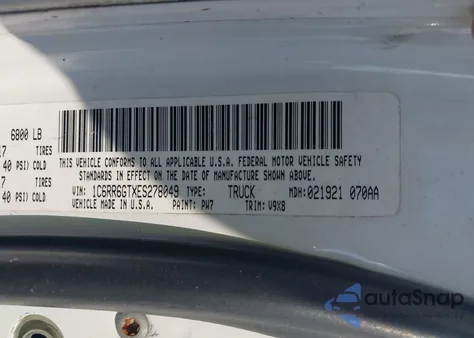 6800 LB
17 TIRES
40 PSI) COLD
7 TIRES
40 PSI) COLD
THIS VEHICLE CONFORMS TO ALL APPLICABLE U.S.A. FEDERAL MOTOR VEHICLE SAFETY
STANDARDS IN EFFECT ON THE DATE OF MANUFACTURE SHOWN ABOVE.
VIN: 1C6RR6GTXES278049 TYPE: TRUCK MDH: 021921 070AA
VEHICLE MADE IN U.S.A. PAINT: PW7 TRIM: V9X8
autoSnap